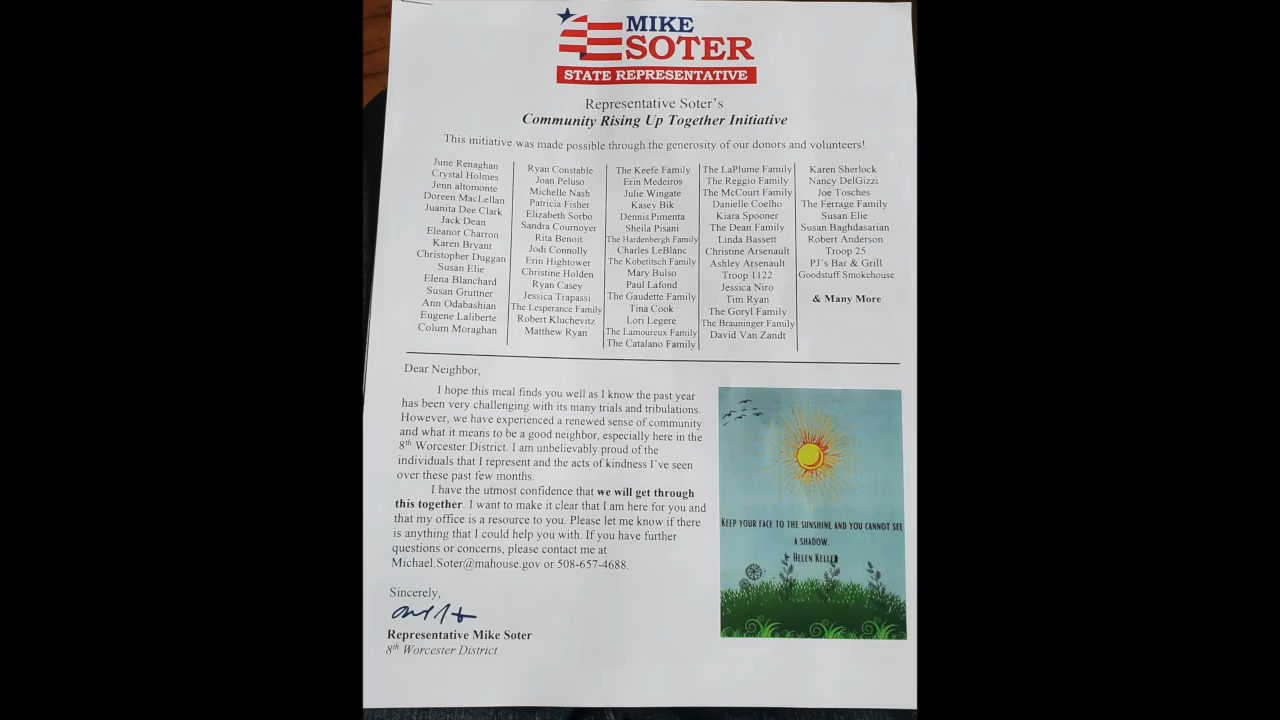 MIKE
SOTER
STATE REPRESENTATIVE
Representative Soter's
Community Rising Up Together Initiative
This initiative was made possible through the generosity of our donors and volunteers!
June Renaghan
Crystal Holmes
Jenn altomonte
Doreen MacLellan
Juanita Dee Clark
Jack Dean
Eleanor Charron
Karen Bryant
Christopher Duggan
Susan Elie
Elena Blanchard
Susan Gruttner
Ann Odabashian
Eugene Laliberte
Colum Moraghan
Ryan Constable
Joan Peluso
Michelle Nash
Patricia Fisher
Elizabeth Sorbo
Sandra Cournoyer
Rita Benoit
Jodi Connolly
Erin Hightower
Christine Holden
Ryan Casey
Jessica Trapassi
The Lesperance Family
Robert Kluchevitz
Matthew Ryan
The Keefe Family
Erin Medeiros
Julie Wingate
Kasey Bik
Dennis Pimenta
Sheila Pisani
The Hardenbergh Family
Charles LeBlanc
The Kobetitsch Family
Mary Bulso
Paul Lafond
The Gaudette Family
Tina Cook
Lori Legere
The Lamoureux Family
The Catalano Family
The LaPlume Family
The Reggio Family
The McCourt Family
Danielle Coelho
Kiara Spooner
The Dean Family
Linda Bassett
Christine Arsenault
Ashley Arsenault
Troop 1122
Jessica Niro
Tim Ryan
The Goryl Family
The Brauninger Family
David Van Zandt
Karen Sherlock
Nancy DelGizzi
Joe Tosches
The Ferrage Family
Susan Elie
Susan Baghdasarian
Robert Anderson
Troop 25
PJ's Bar & Grill
Goodstuff Smokehouse
& Many More
Dear Neighbor,
I hope this meal finds you well as I know the past year
has been very challenging with its many trials and tribulations.
However, we have experienced a renewed sense of community
and what it means to be a good neighbor, especially here in the
8th Worcester District. I am unbelievably proud of the
individuals that I represent and the acts of kindness I've seen
over these past few months.
I have the utmost confidence that we will get through
this together. I want to make it clear that I am here for you and
that my office is a resource to you. Please let me know if there
is anything that I could help you with. If you have further
questions or concerns, please contact me at
Michael.Soter@mahouse.gov or 508-657-4688.
Sincerely,
Representative Mike Soter
8th Worcester District
KEEP YOUR FACE TO THE SUNSHINE AND YOU CANNOT SEE
A SHADOW.
- HELEN KELLER